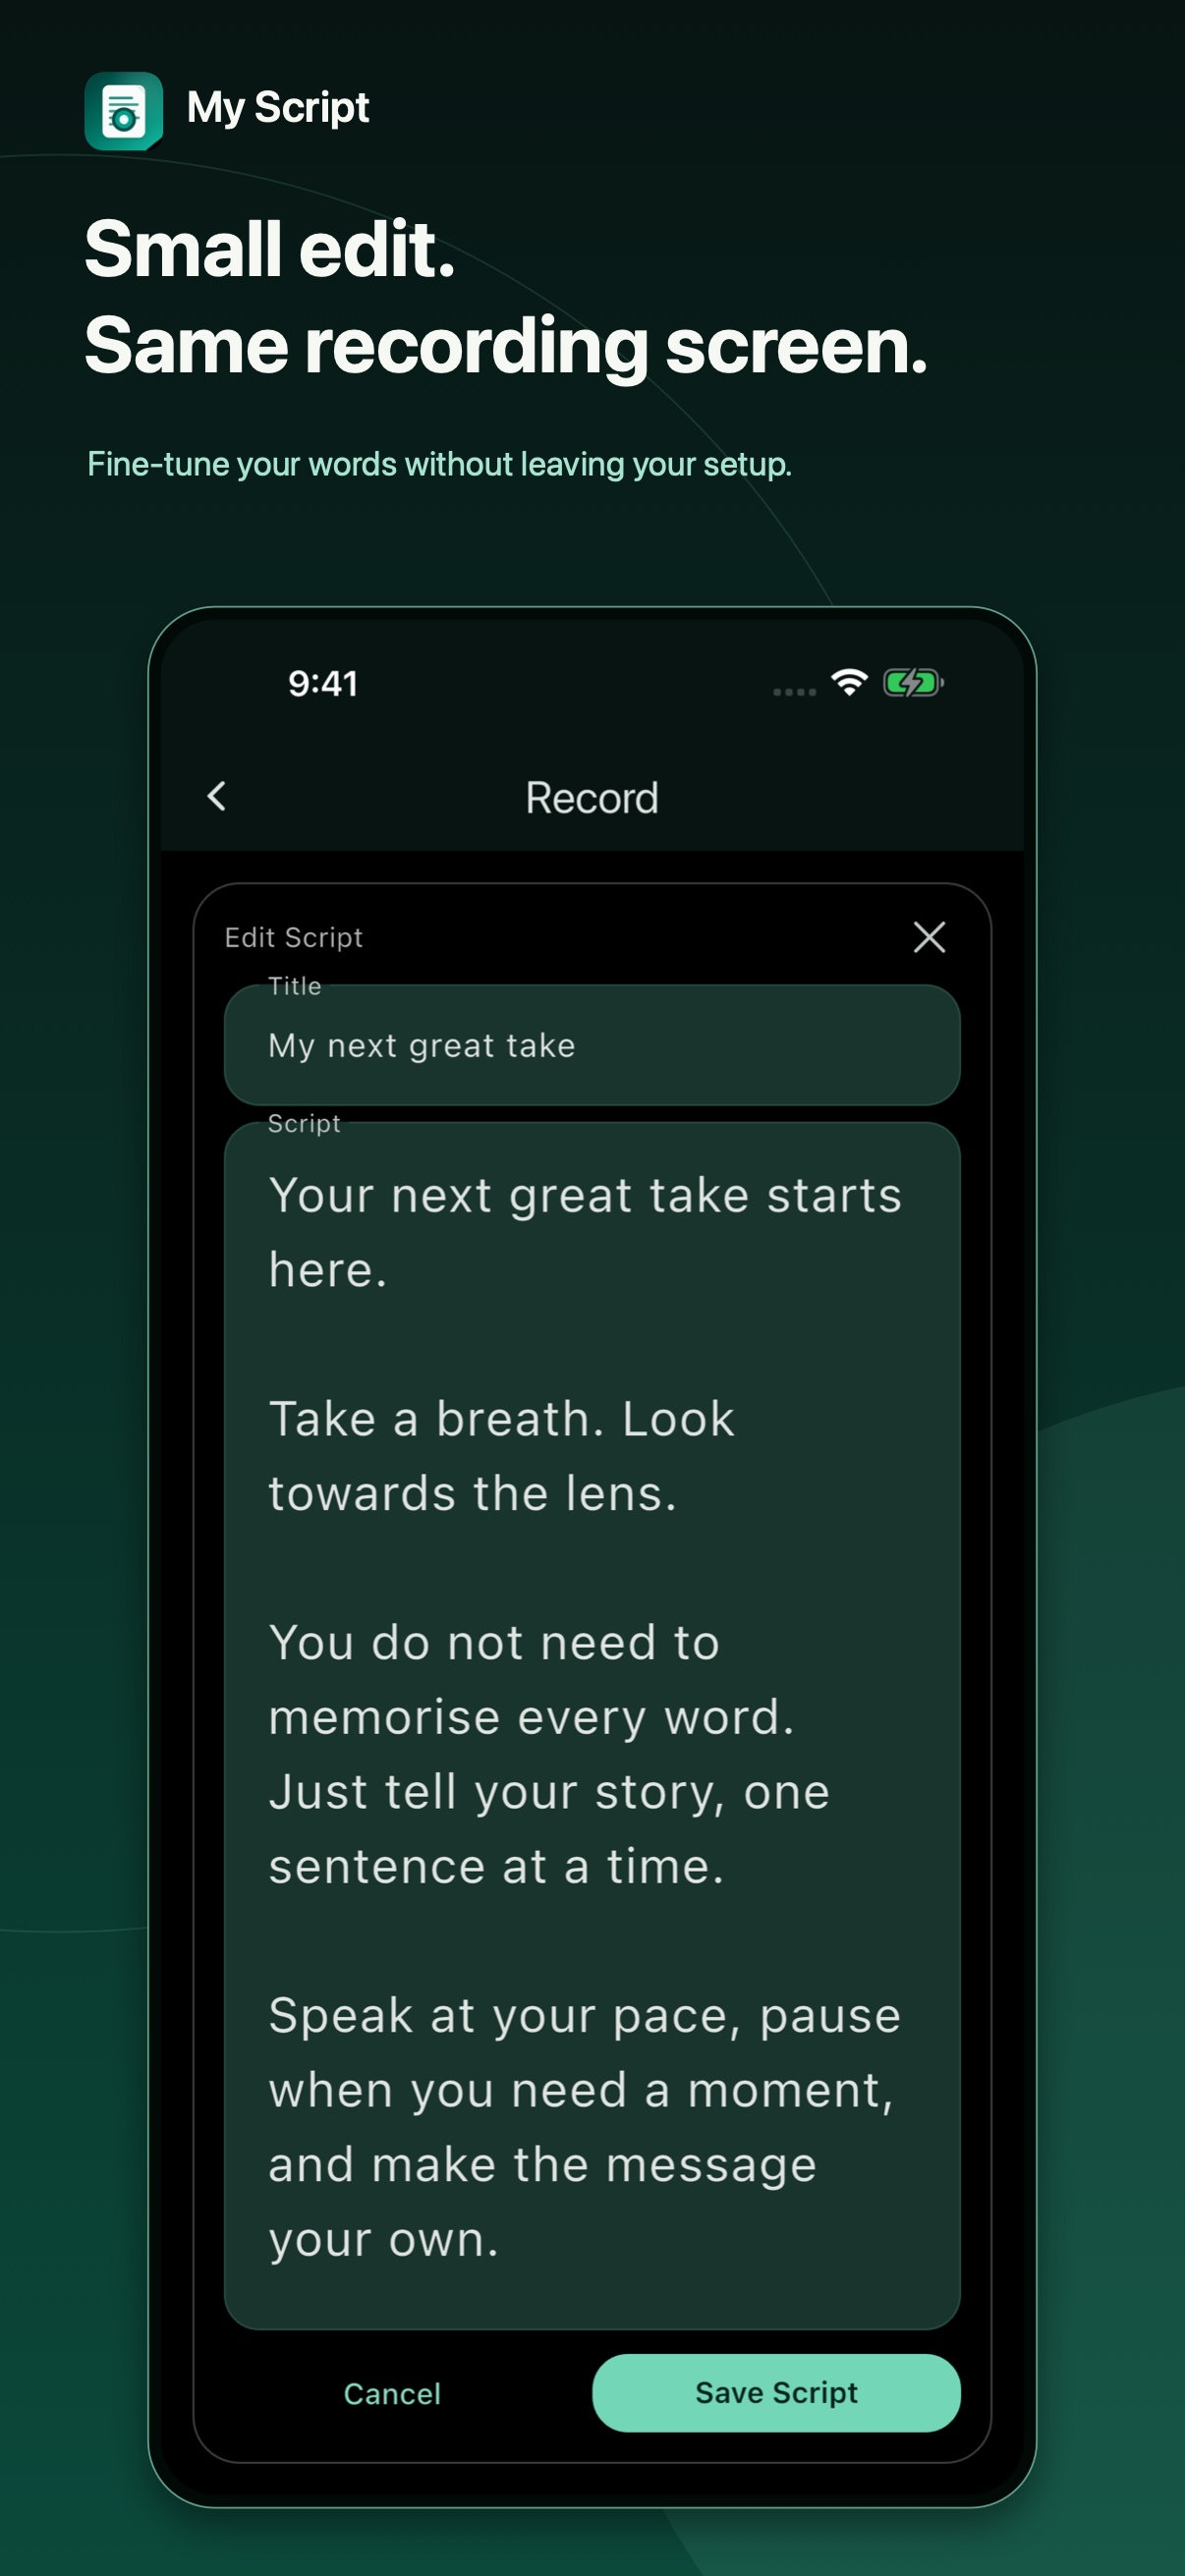 My Script
Small edit.
Same recording screen.
Fine-tune your words without leaving your setup.
9:41
Record
Edit Script
Title
My next great take
Script
Your next great take starts
here.
Take a breath. Look
towards the lens.
You do not need to
memorise every word.
Just tell your story, one
sentence at a time.
Speak at your pace, pause
when you need a moment,
and make the message
your own.
Cancel
Save Script